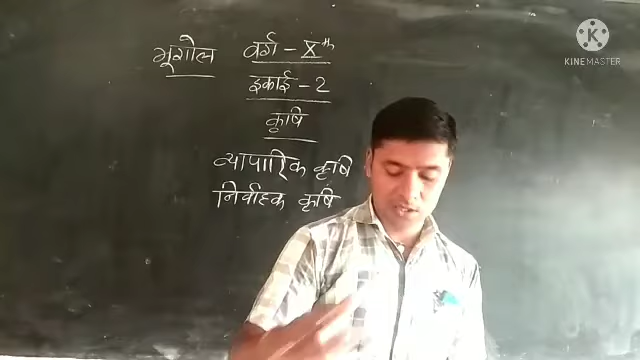 भूगोल वर्ग - Xth
इकाई - 2
कृषि
व्यापारिक कृषि
निर्वाहक कृषि
KINEMASTER